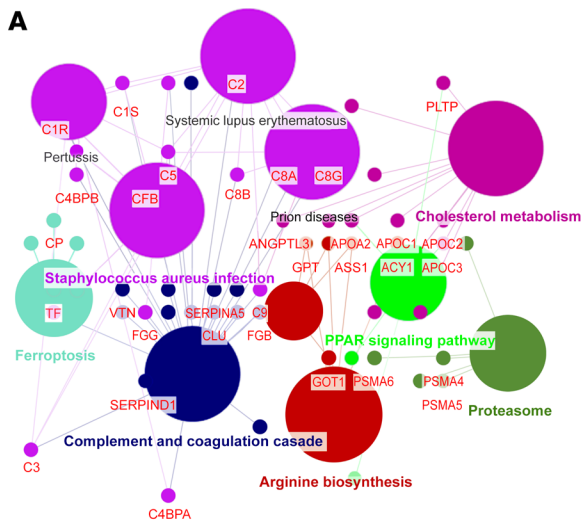 A
C2
PLTP
C1S
C1R
Systemic lupus erythematosus
Pertussis
C5
C8A
C8G
C4BPB
CFB
C8B
Prion diseases
Cholesterol metabolism
CP
ANGPTL3
APOA2
APOC1
APOC2
GPT
ASS1
ACY1
APOC3
Staphylococcus aureus infection
TF
VTN
SERPINA5
C9
FGG
CLU
FGB
PPAR signaling pathway
Ferroptosis
GOT1
PSMA6
PSMA4
SERPIND1
PSMA5
Proteasome
Complement and coagulation casade
C3
Arginine biosynthesis
C4BPA